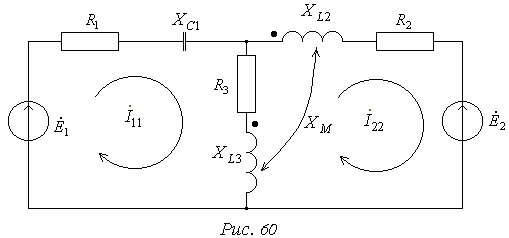 R1
XC1
XL2
R2
R3
Ė1
İ11
XM
İ22
Ė2
XL3
Рис. 60